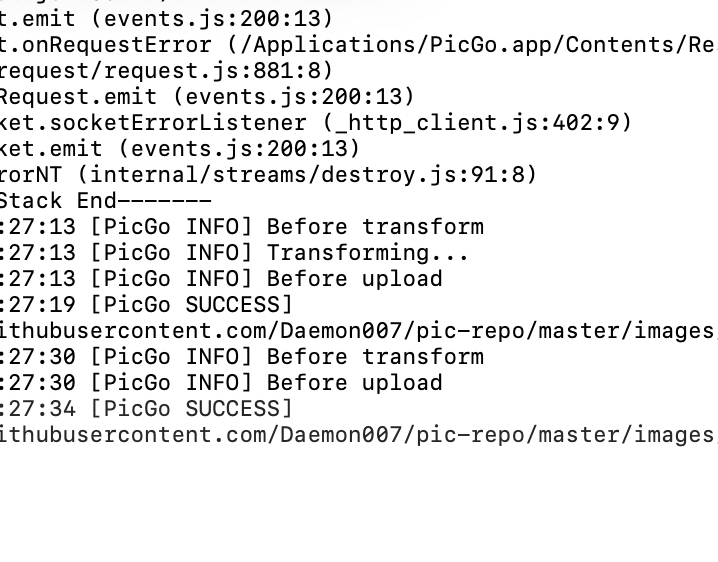 t.emit (events.js:200:13)
t.onRequestError (/Applications/PicGo.app/Contents/Re
request/request.js:881:8)
Request.emit (events.js:200:13)
ket.socketErrorListener (_http_client.js:402:9)
ket.emit (events.js:200:13)
rorNT (internal/streams/destroy.js:91:8)
Stack End-------
:27:13 [PicGo INFO] Before transform
:27:13 [PicGo INFO] Transforming...
:27:13 [PicGo INFO] Before upload
:27:19 [PicGo SUCCESS]
ithubusercontent.com/Daemon007/pic-repo/master/images
:27:30 [PicGo INFO] Before transform
:27:30 [PicGo INFO] Before upload
:27:34 [PicGo SUCCESS]
ithubusercontent.com/Daemon007/pic-repo/master/images